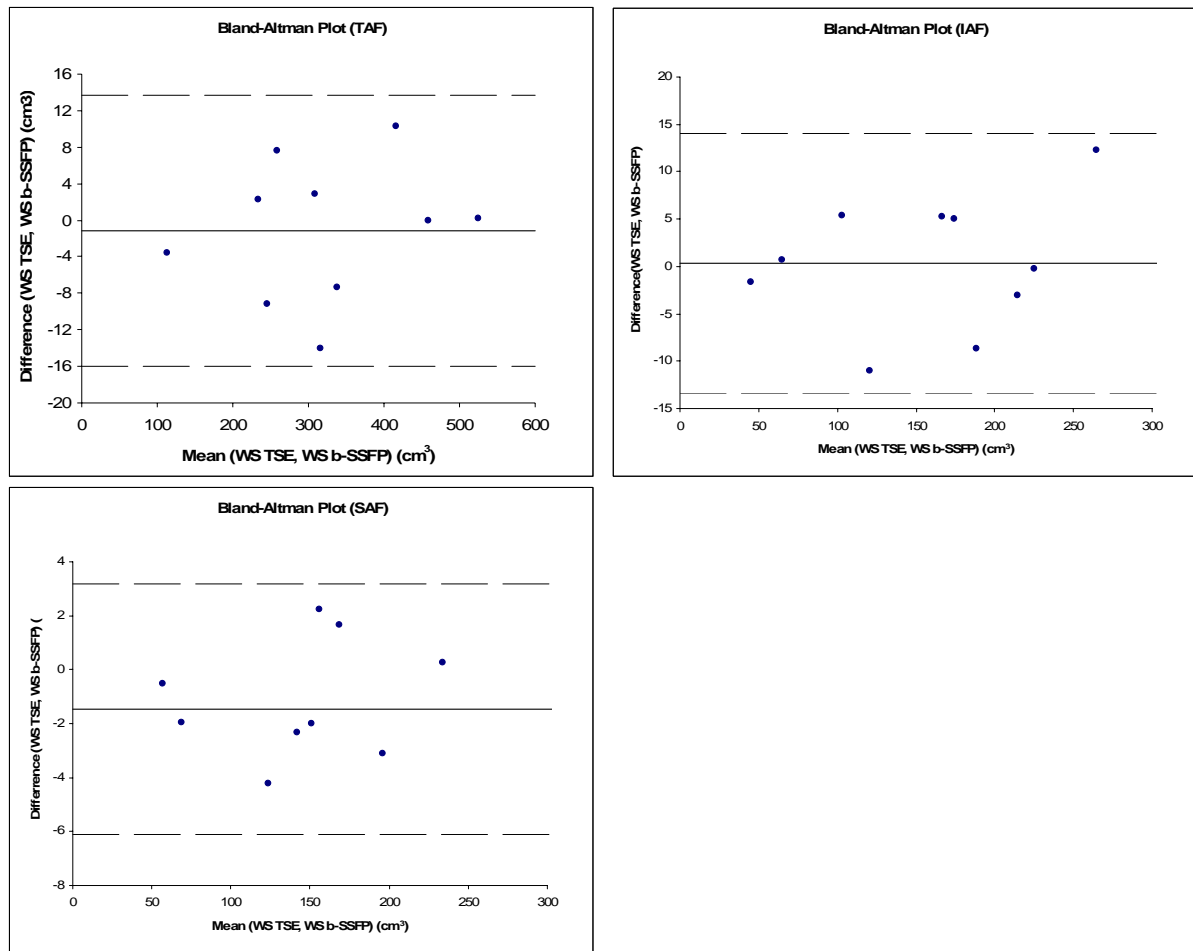 Bland-Altman Plot (TAF)
Difference (WS TSE, WS b-SSFP) (cm3)
16
12
8
4
0
-4
-8
-12
-16
-20
0 100 200 300 400 500 600
Mean (WS TSE, WS b-SSFP) (cm³)
Bland-Altman Plot (IAF)
Difference(WS TSE, WS b-SSFP)
20
15
10
5
0
-5
-10
-15
0 50 100 150 200 250 300
Mean (WS TSE, WS b-SSFP) (cm³)
Bland-Altman Plot (SAF)
Differrence (WS TSE, WS b-SSFP) (
4
2
0
-2
-4
-6
-8
0 50 100 150 200 250 300
Mean (WS TSE, WS b-SSFP) (cm³)